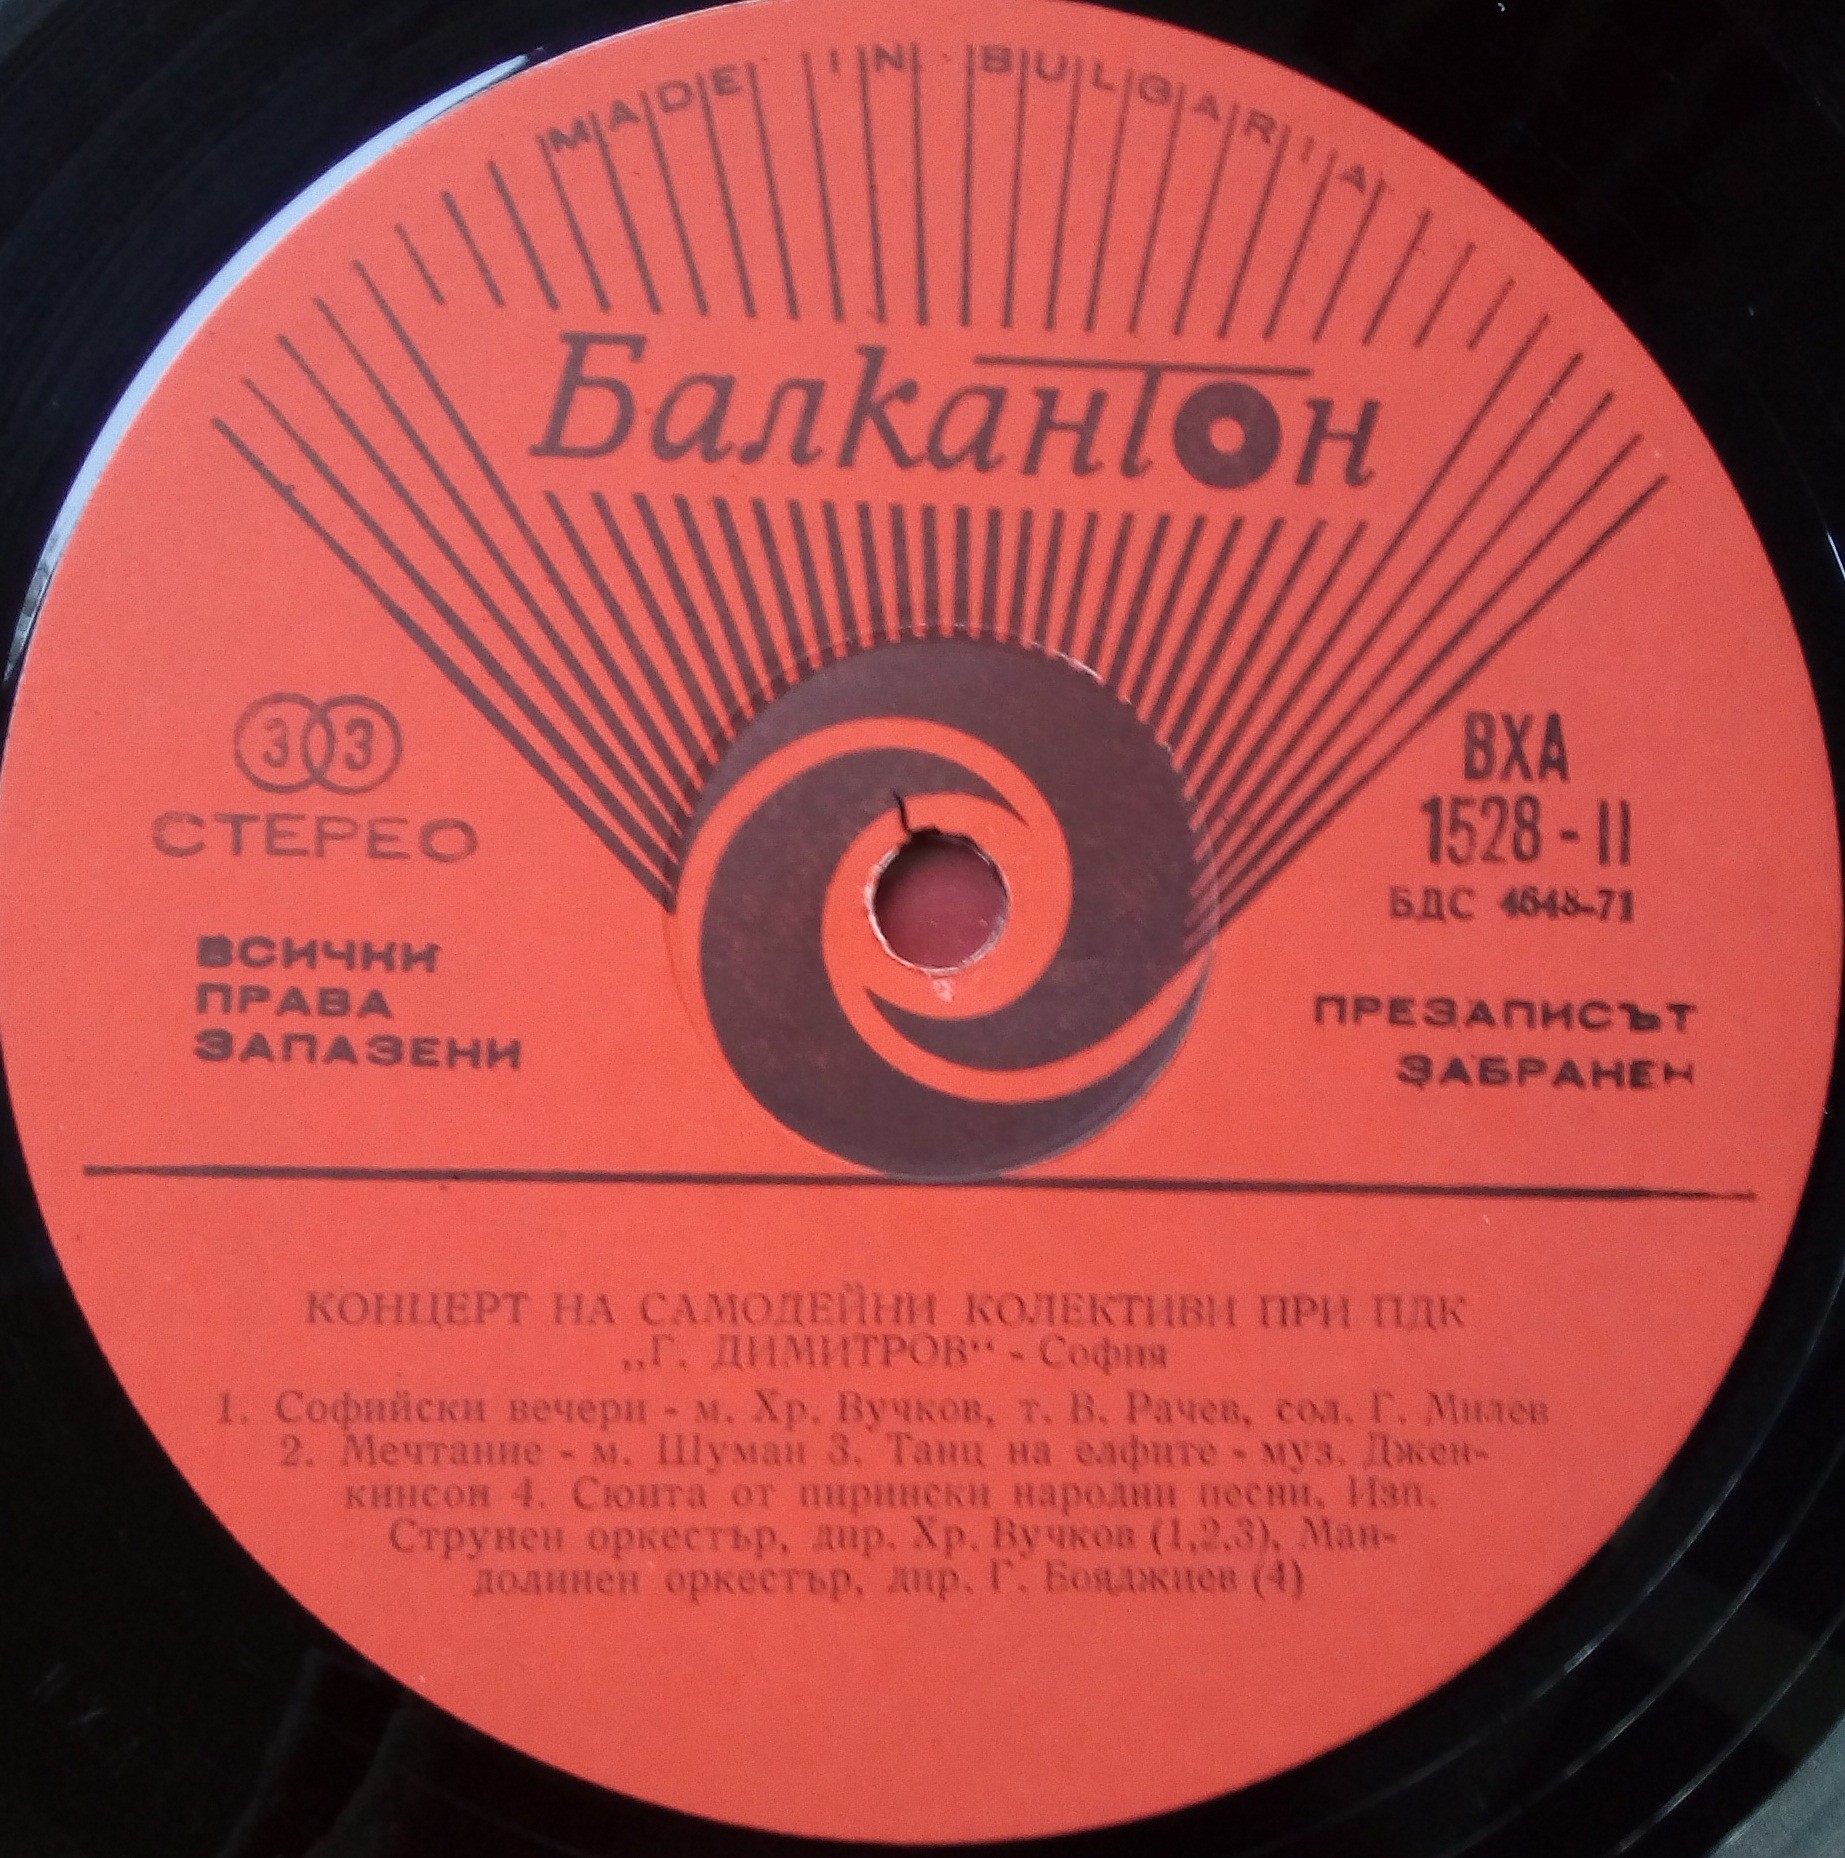 MADE IN BULGARIA
Балкантон
33
СТЕРЕО
ВСИЧКИ
ПРАВА
ЗАПАЗЕНИ
ВХА
1528-II
БДС 4648-71
ПРЕЗАПИСЪТ
ЗАБРАНЕН
КОНЦЕРТ НА САМОДЕЙНИ КОЛЕКТИВИ ПРИ ПДК
„Г. ДИМИТРОВ“ - София
1. Софийски вечери - м. Хр. Вучков, т. В. Рачев, сол. Г. Милев
2. Мечтание - м. Шуман 3. Танц на елфите - муз. Джен-
кинсон 4. Сюита от пирински народни песни. Изп.
Струнен оркестър, дир. Хр. Вучков (1,2,3), Ман-
долинен оркестър, дир. Г. Бояджиев (4)